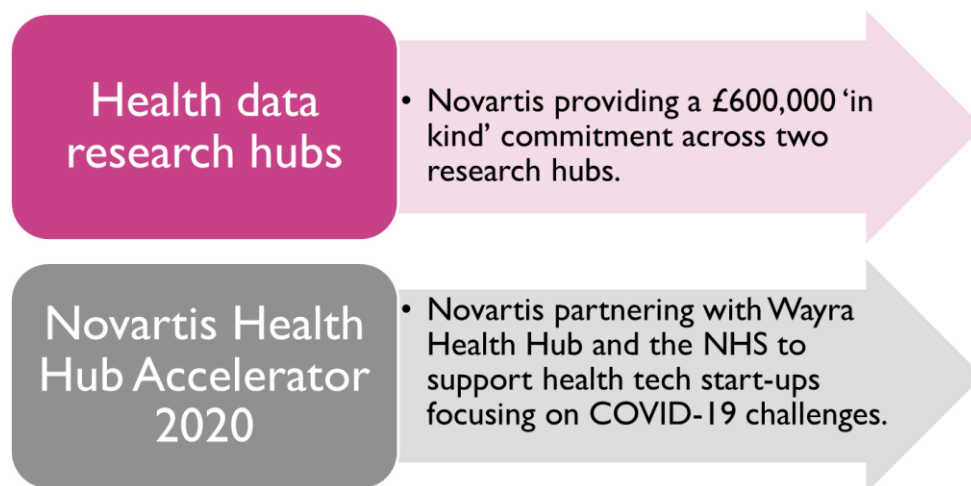 Health data
research hubs
• Novartis providing a £600,000 ‘in
kind’ commitment across two
research hubs.
Novartis Health
Hub Accelerator
2020
• Novartis partnering with Wayra
Health Hub and the NHS to
support health tech start-ups
focusing on COVID-19 challenges.